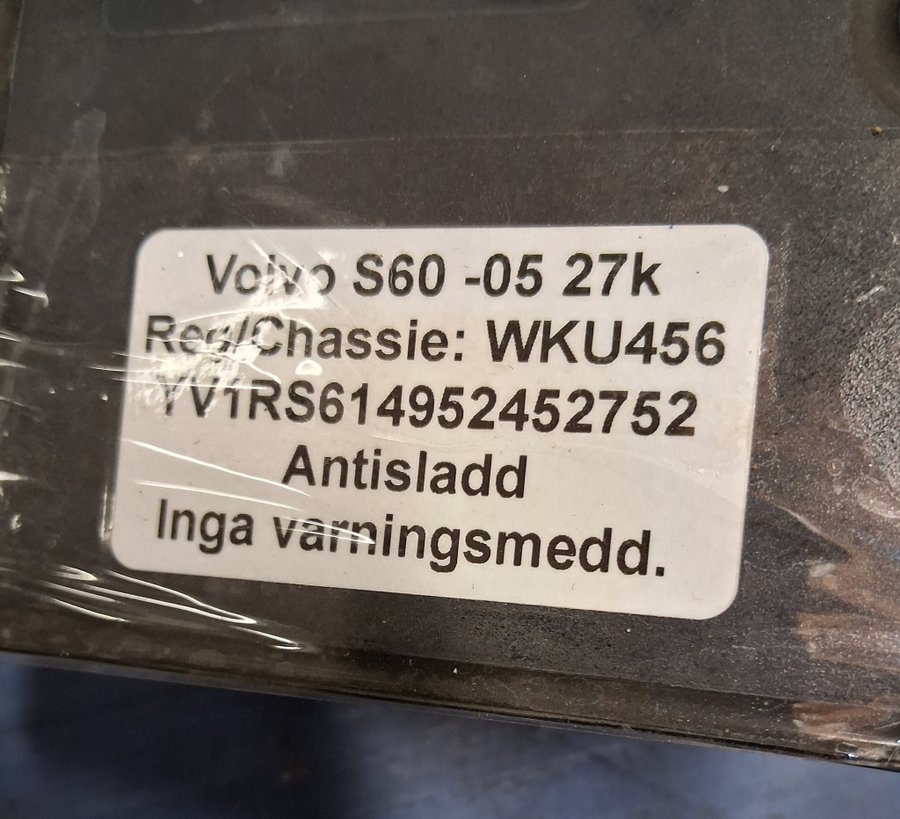 Volvo S60 -05 27k
Reg/Chassie: WKU456
YV1RS614952452752
Antisladd
Inga varningsmedd.